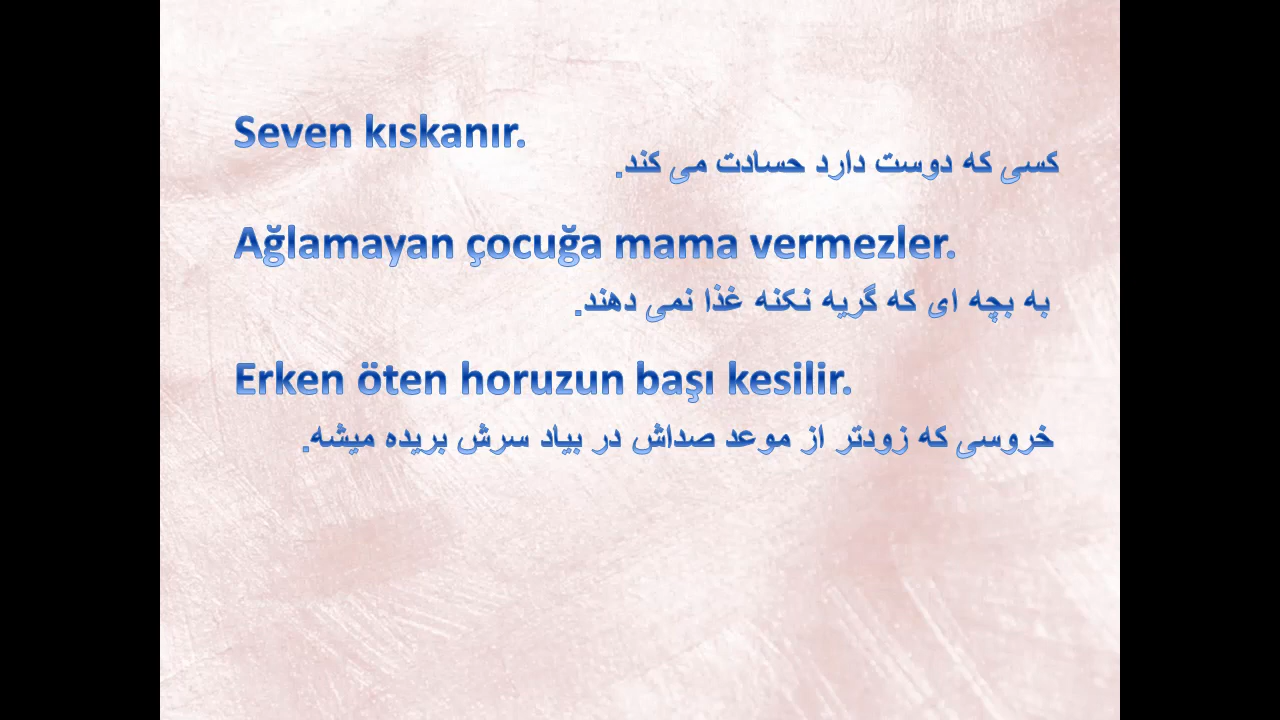 Seven kıskanır.
کسی که دوست دارد حسادت می کند.
Ağlamayan çocuğa mama vermezler.
به بچه ای که گریه نکنه غذا نمی دهند.
Erken öten horuzun başı kesilir.
خروسی که زودتر از موعد صداش در بیاد سرش بریده میشه.